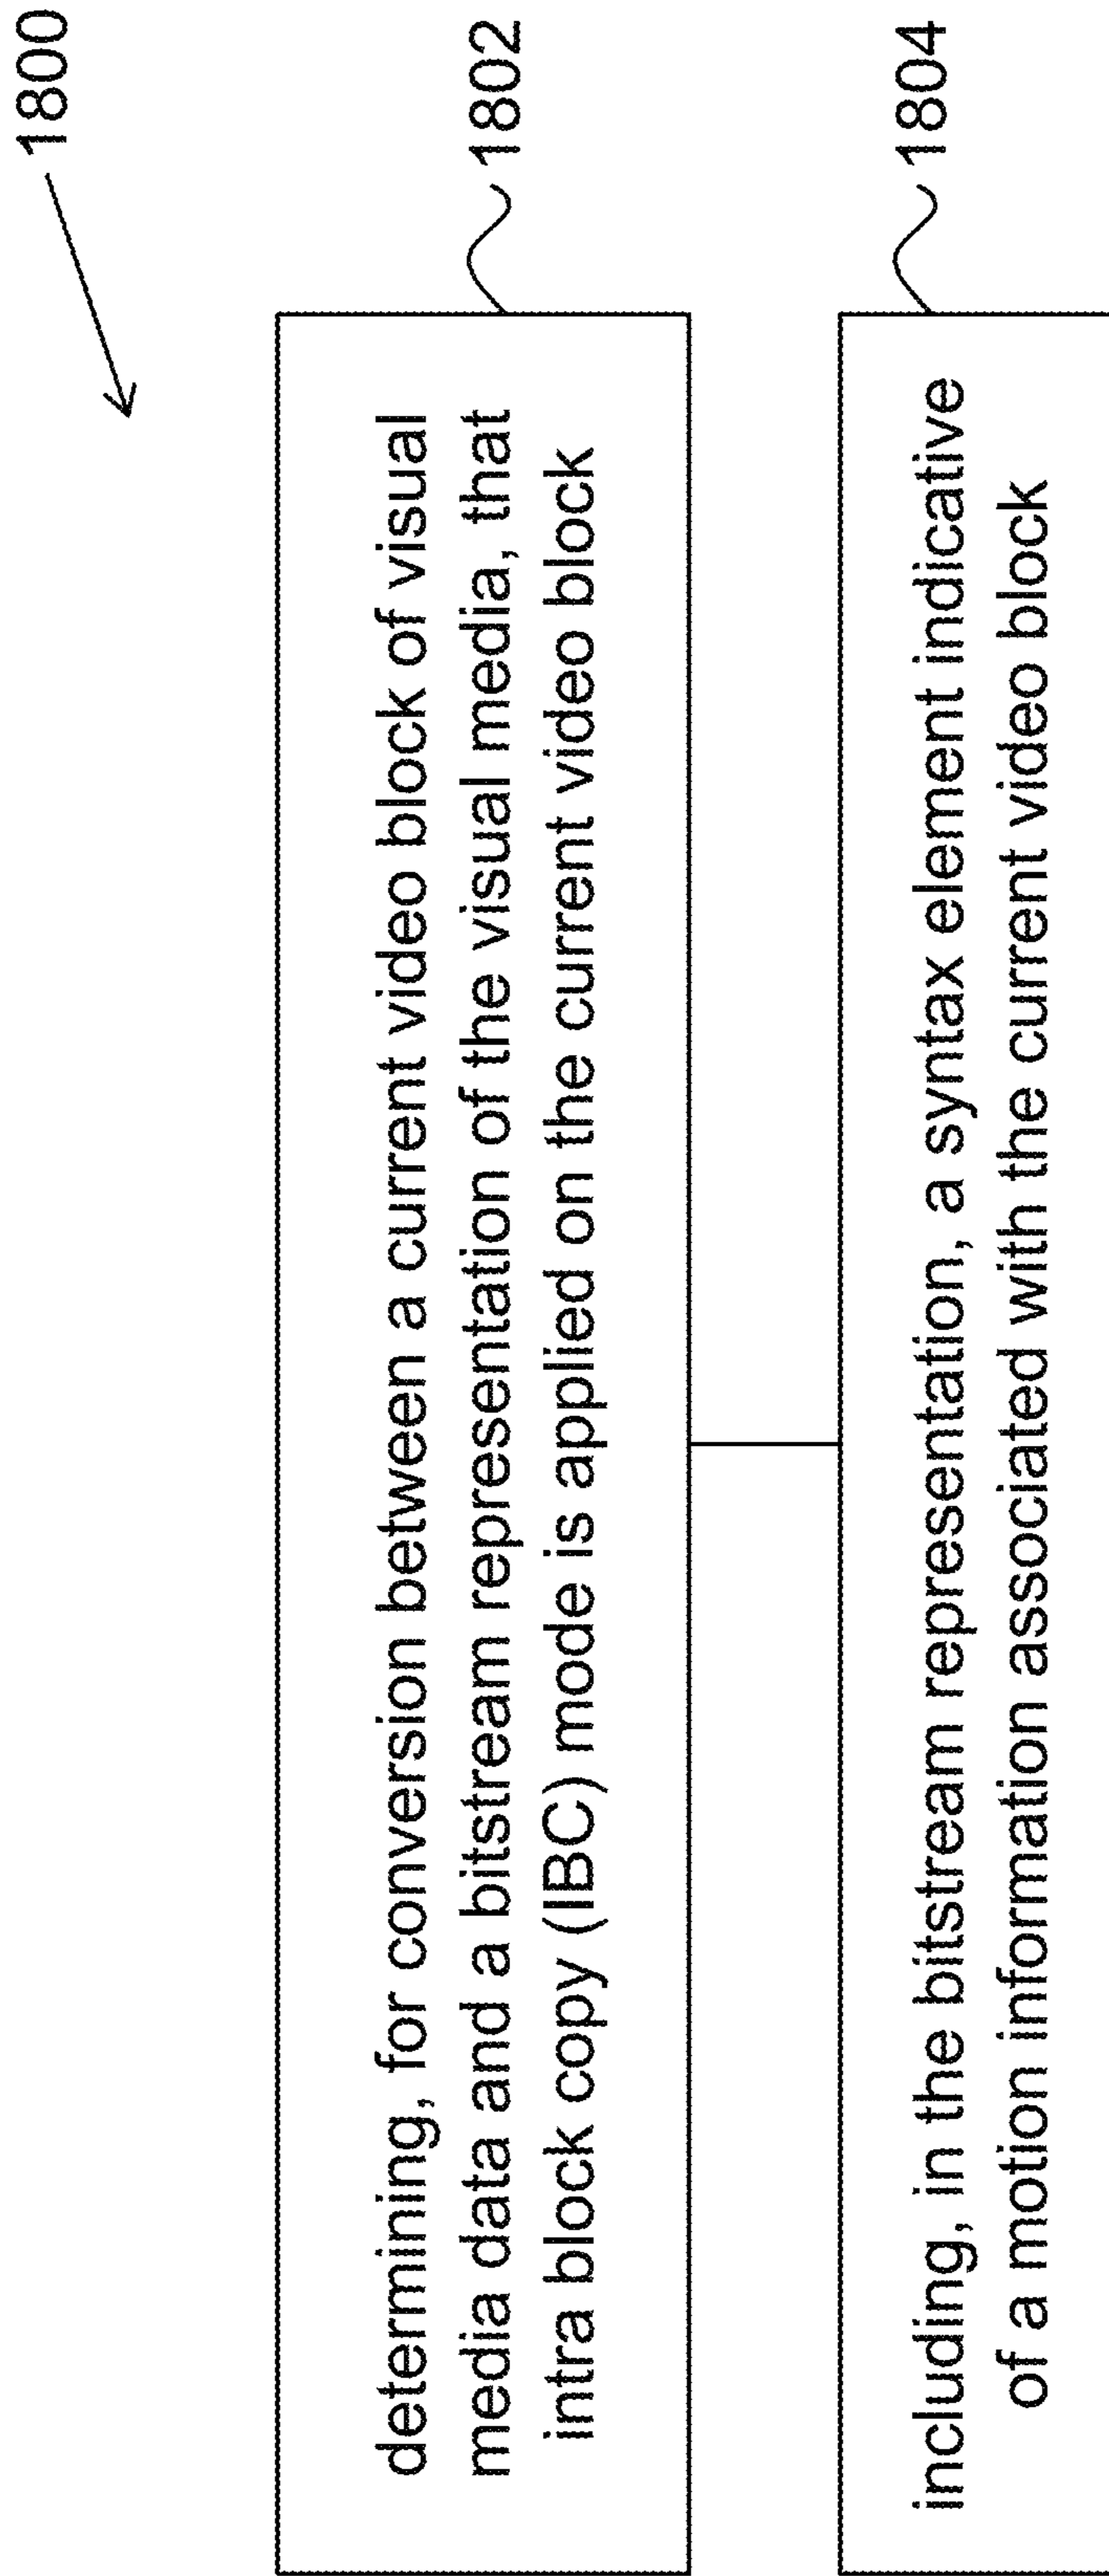 1800
determining, for conversion between a current video block of visual
media data and a bitstream representation of the visual media, that
intra block copy (IBC) mode is applied on the current video block
1802
including, in the bitstream representation, a syntax element indicative
of a motion information associated with the current video block
1804